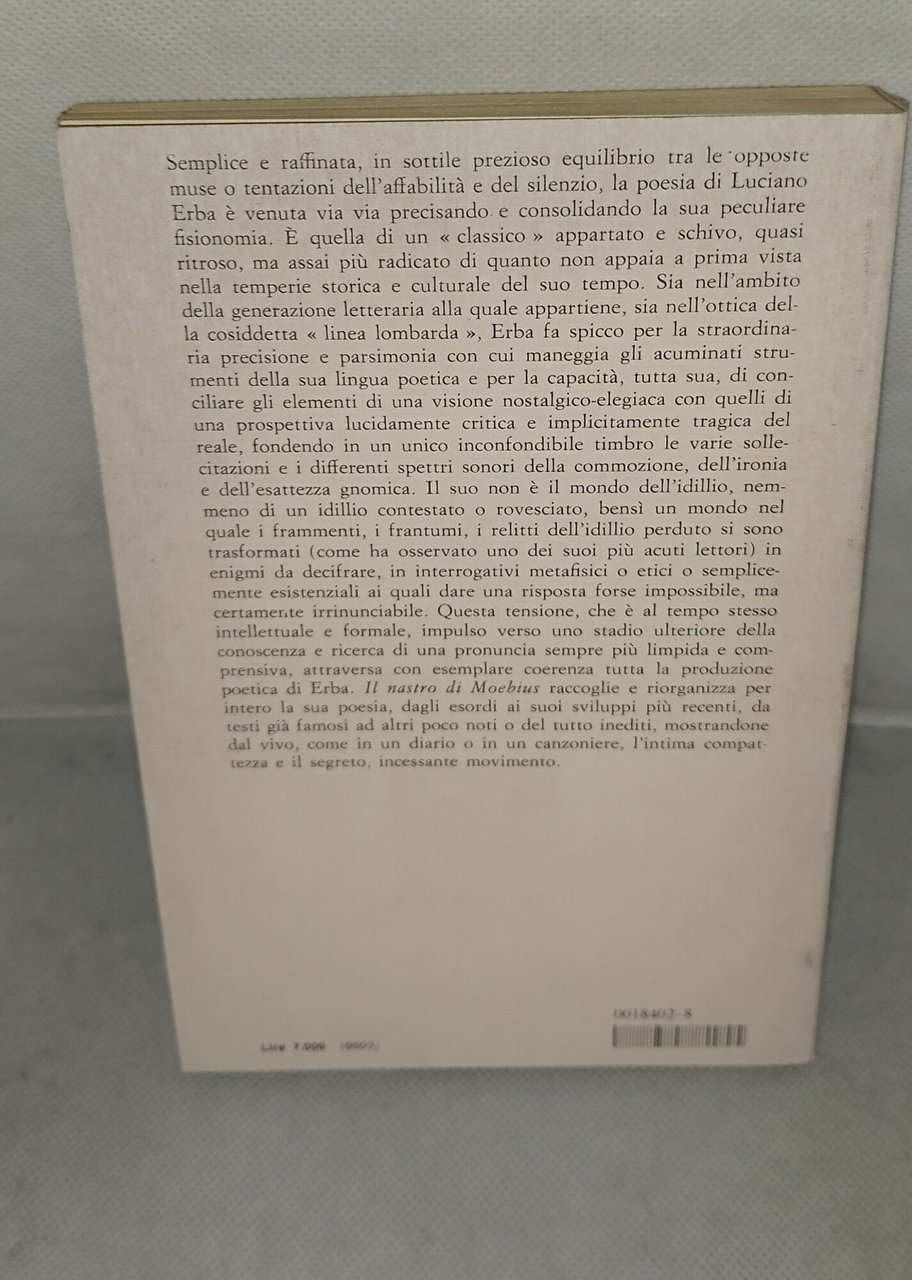 Semplice e raffinata, in sottile prezioso equilibrio tra le opposte
muse o tentazioni dell'affabilità e del silenzio, la poesia di Luciano
Erba è venuta via via precisando e consolidando la sua peculiare
fisionomia. È quella di un « classico » appartato e schivo, quasi
ritroso, ma assai più radicato di quanto non appaia a prima vista
nella temperie storica e culturale del suo tempo. Sia nell'ambito
della generazione letteraria alla quale appartiene, sia nell'ottica del-
la cosiddetta « linea lombarda », Erba fa spicco per la straordina-
ria precisione e parsimonia con cui maneggia gli acuminati stru-
menti della sua lingua poetica e per la capacità, tutta sua, di con-
ciliare gli elementi di una visione nostalgico-elegiaca con quelli di
una prospettiva lucidamente critica e implicitamente tragica del
reale, fondendo in un unico inconfondibile timbro le varie solle-
citazioni e i differenti spettri sonori della commozione, dell'ironia
e dell'esattezza gnomica. Il suo non è il mondo dell'idillio, nem-
meno di un idillio contestato o rovesciato, bensì un mondo nel
quale i frammenti, i frantumi, i relitti dell'idillio perduto si sono
trasformati (come ha osservato uno dei suoi più acuti lettori) in
enigmi da decifrare, in interrogativi metafisici o etici o semplice-
mente esistenziali ai quali dare una risposta forse impossibile, ma
certamente irrinunciabile. Questa tensione, che è al tempo stesso
intellettuale e formale, impulso verso uno stadio ulteriore della
conoscenza e ricerca di una pronuncia sempre più limpida e com-
prensiva, attraversa con esemplare coerenza tutta la produzione
poetica di Erba. Il nastro di Moebius raccoglie e riorganizza per
intero la sua poesia, dagli esordi ai suoi sviluppi più recenti, da
testi già famosi ad altri poco noti o del tutto inediti, mostrandone
dal vivo, come in un diario o in un canzoniere, l'intima compat-
tezza e il segreto, incessante movimento.
0018402-8
Lire 7.000